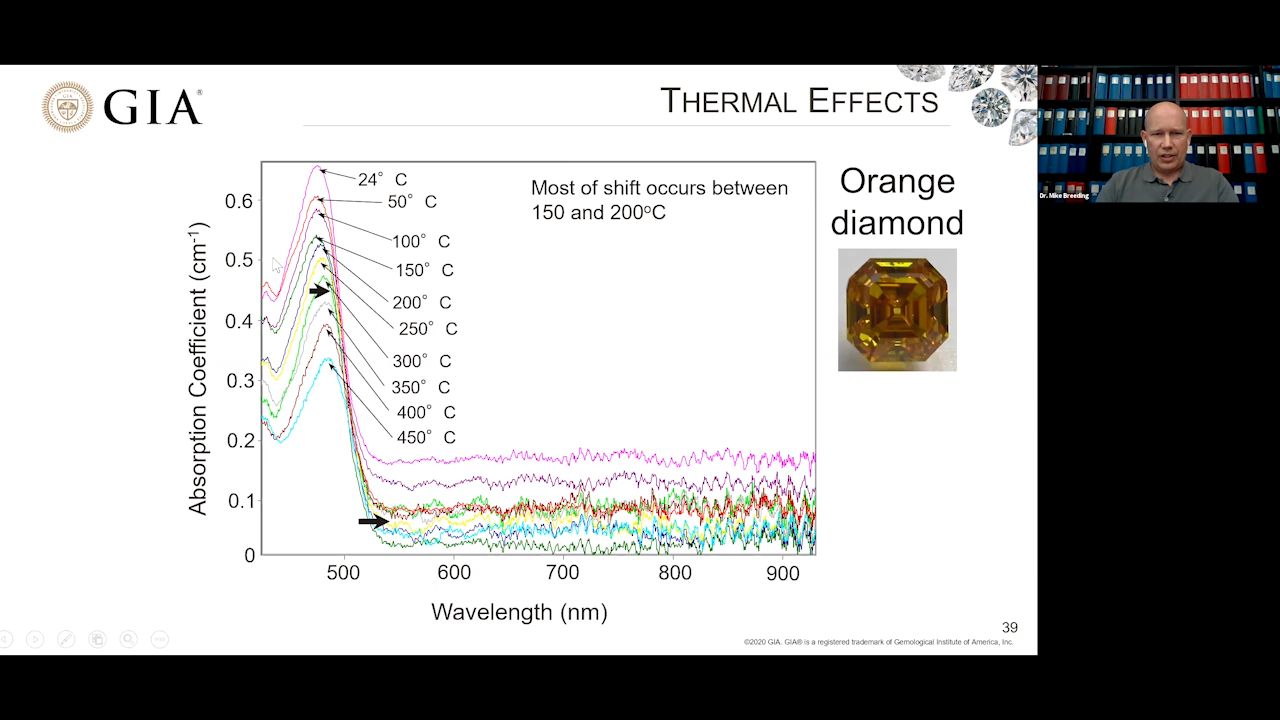 GIA®
THERMAL EFFECTS
Dr. Mike Breeding
Orange
diamond
Most of shift occurs between
150 and 200ºC
24° C
50° C
100° C
150° C
200° C
250° C
300° C
350° C
400° C
450° C
Absorption Coefficient (cm-1)
0.6
0.5
0.4
0.3
0.2
0.1
0
500 600 700 800 900
Wavelength (nm)
39
©2020 GIA. GIA® is a registered trademark of Gemological Institute of America, Inc.